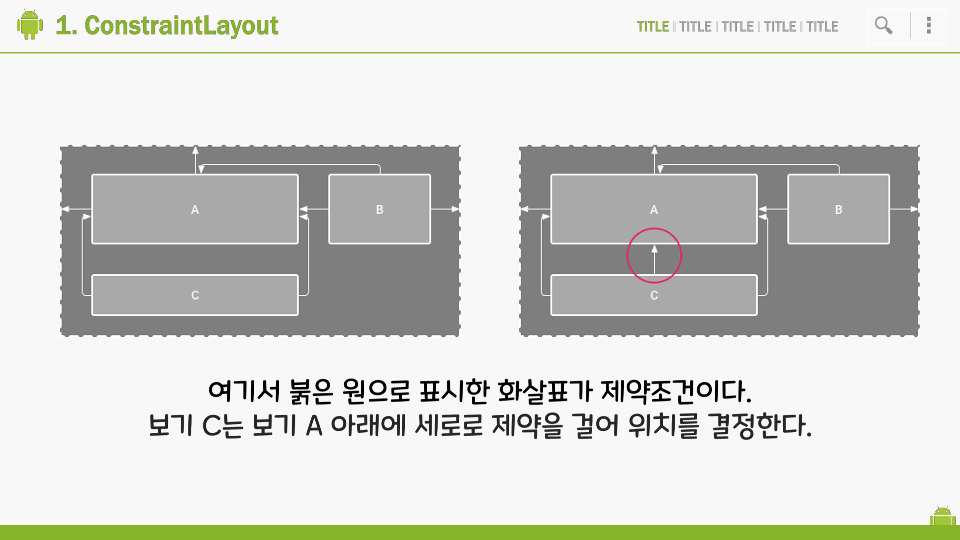 1. ConstraintLayout
TITLE | TITLE | TITLE | TITLE | TITLE
A
B
C
A
B
C
여기서 붉은 원으로 표시한 화살표가 제약조건이다.
보기 C는 보기 A 아래에 세로로 제약을 걸어 위치를 결정한다.